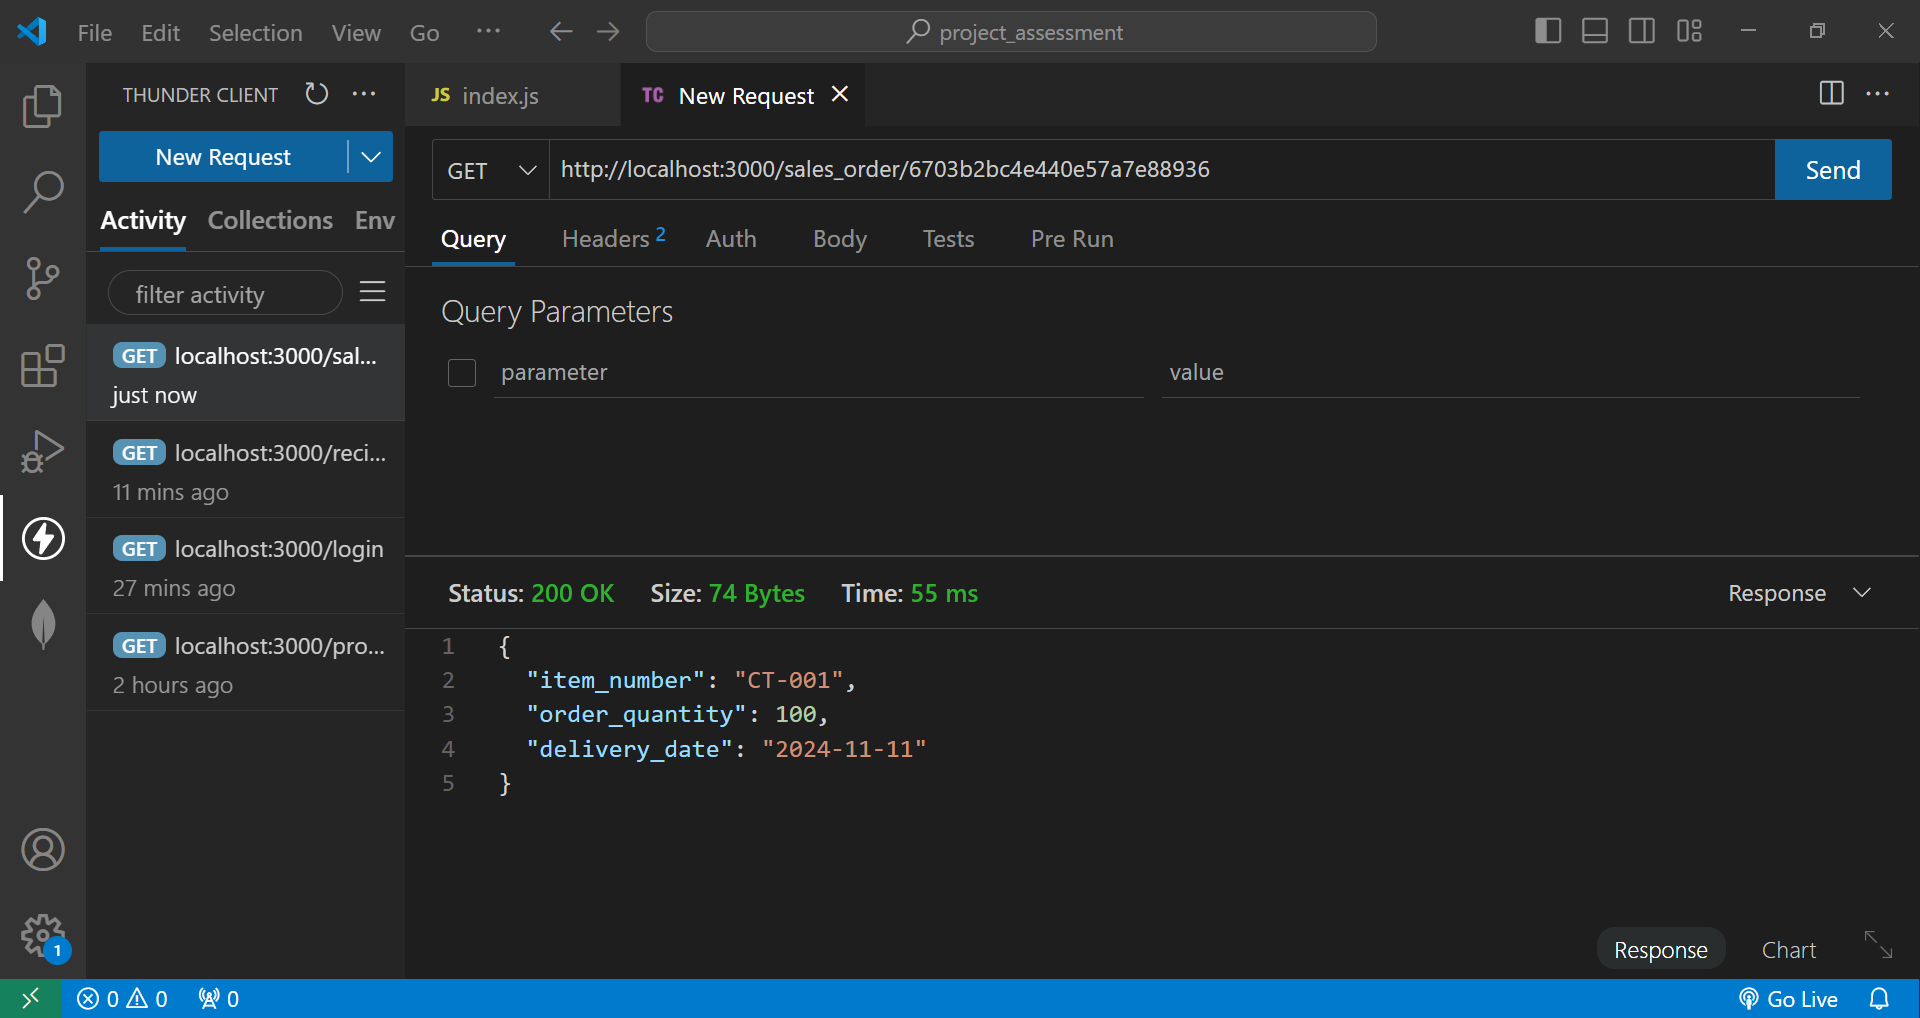 File Edit Selection View Go ···
project_assessment
THUNDER CLIENT ···
New Request
Activity Collections Env
filter activity
GET localhost:3000/sal...
just now
GET localhost:3000/reci...
11 mins ago
GET localhost:3000/login
27 mins ago
GET localhost:3000/pro...
2 hours ago
JS index.js
TC New Request
GET http://localhost:3000/sales_order/6703b2bc4e440e57a7e88936 Send
Query Headers 2 Auth Body Tests Pre Run
Query Parameters
parameter value
Status: 200 OK Size: 74 Bytes Time: 55 ms Response
1 {
2 "item_number": "CT-001",
3 "order_quantity": 100,
4 "delivery_date": "2024-11-11"
5 }
Response Chart
1
0 0 0 Go Live